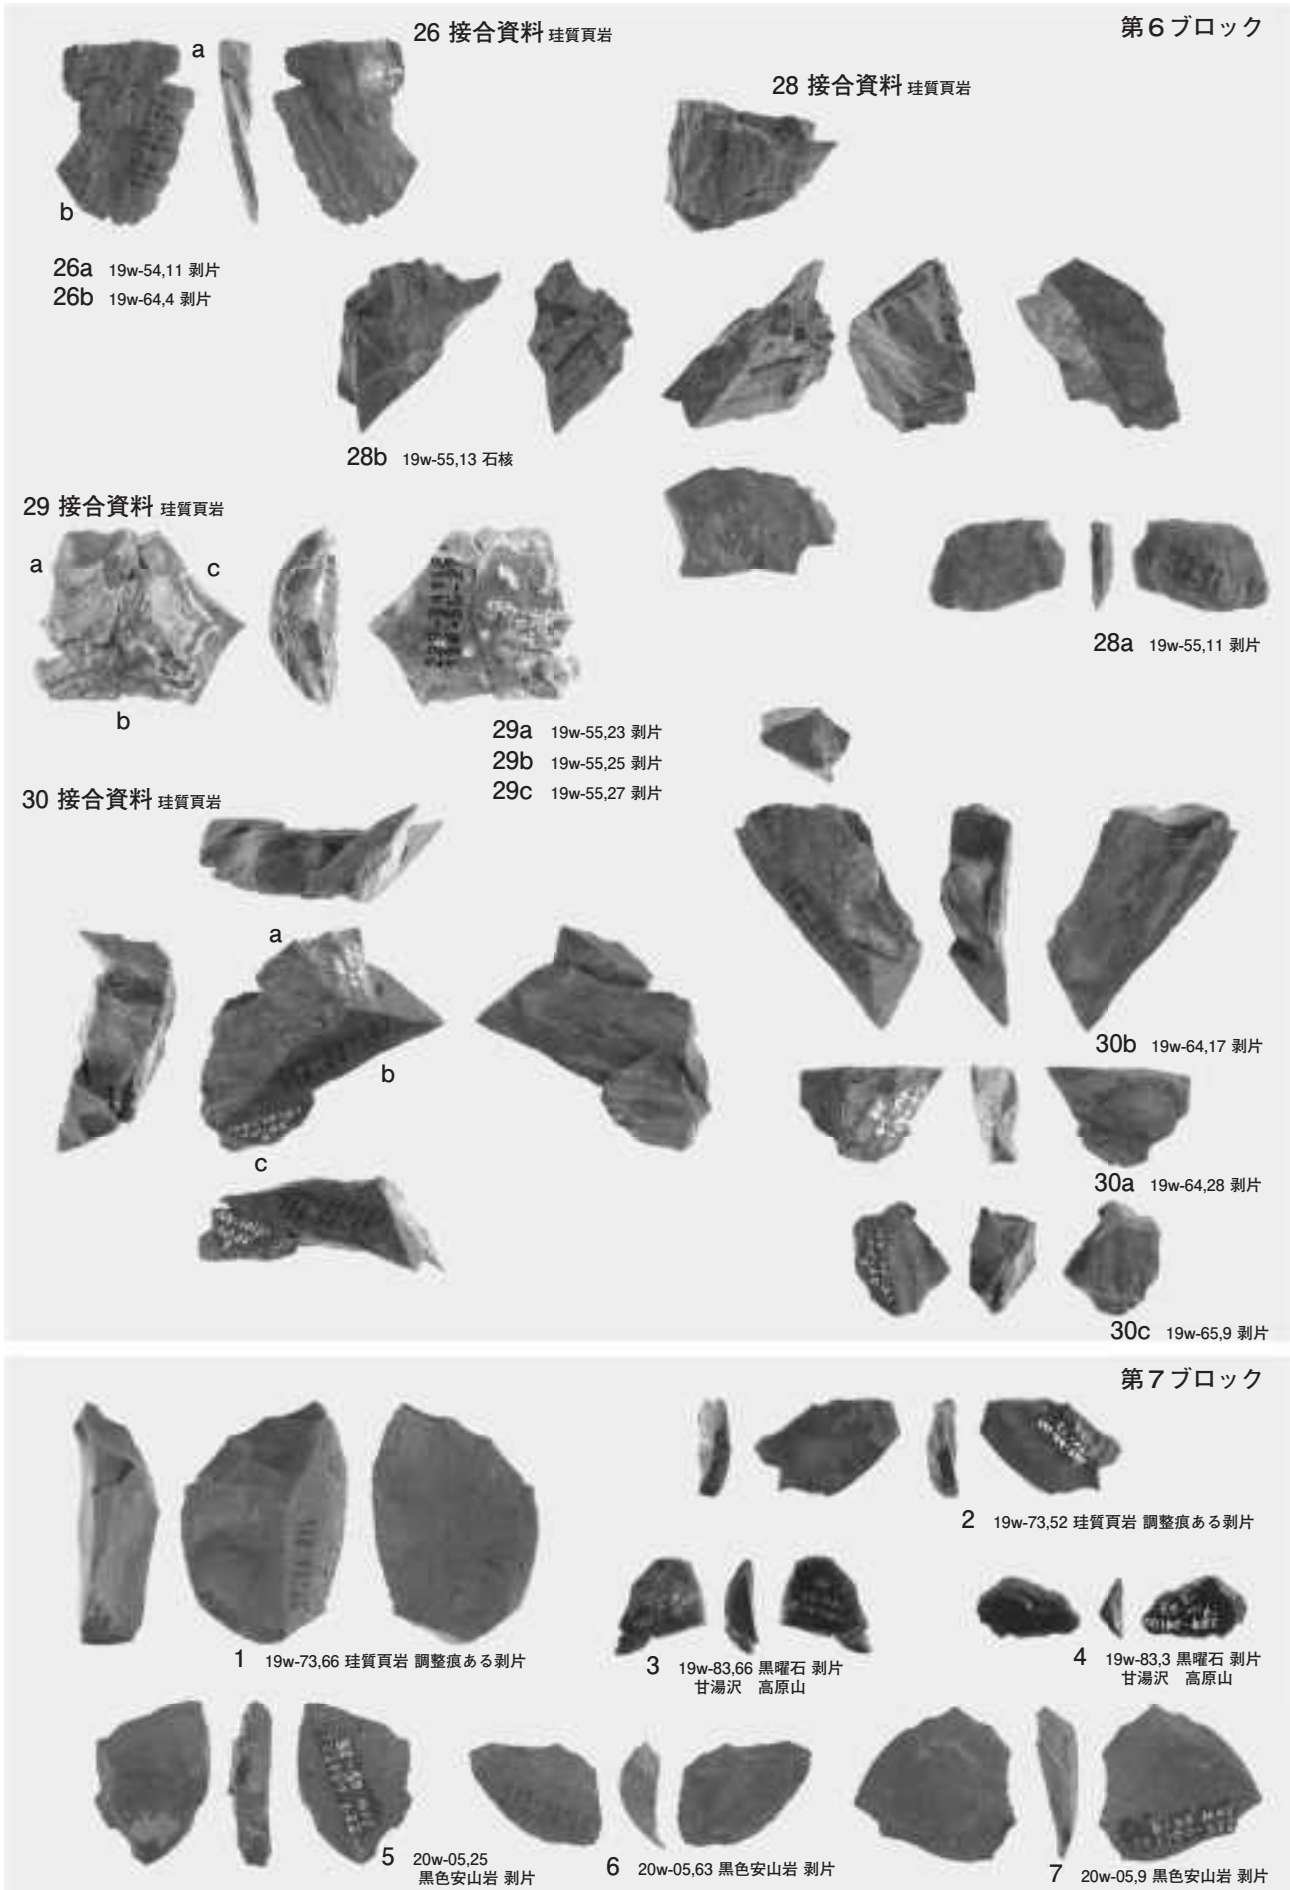 第6ブロック
26 接合資料 珪質頁岩
a
b
26a 19w-54,11 剥片
26b 19w-64,4 剥片
28 接合資料 珪質頁岩
28b 19w-55,13 石核
28a 19w-55,11 剥片
29 接合資料 珪質頁岩
a
c
b
29a 19w-55,23 剥片
29b 19w-55,25 剥片
29c 19w-55,27 剥片
30 接合資料 珪質頁岩
a
b
c
30b 19w-64,17 剥片
30a 19w-64,28 剥片
30c 19w-65,9 剥片
第7ブロック
1 19w-73,66 珪質頁岩 調整痕ある剥片
2 19w-73,52 珪質頁岩 調整痕ある剥片
3 19w-83,66 黒曜石 剥片
甘湯沢 高原山
4 19w-83,3 黒曜石 剥片
甘湯沢 高原山
5 20w-05,25
黒色安山岩 剥片
6 20w-05,63 黒色安山岩 剥片
7 20w-05,9 黒色安山岩 剥片